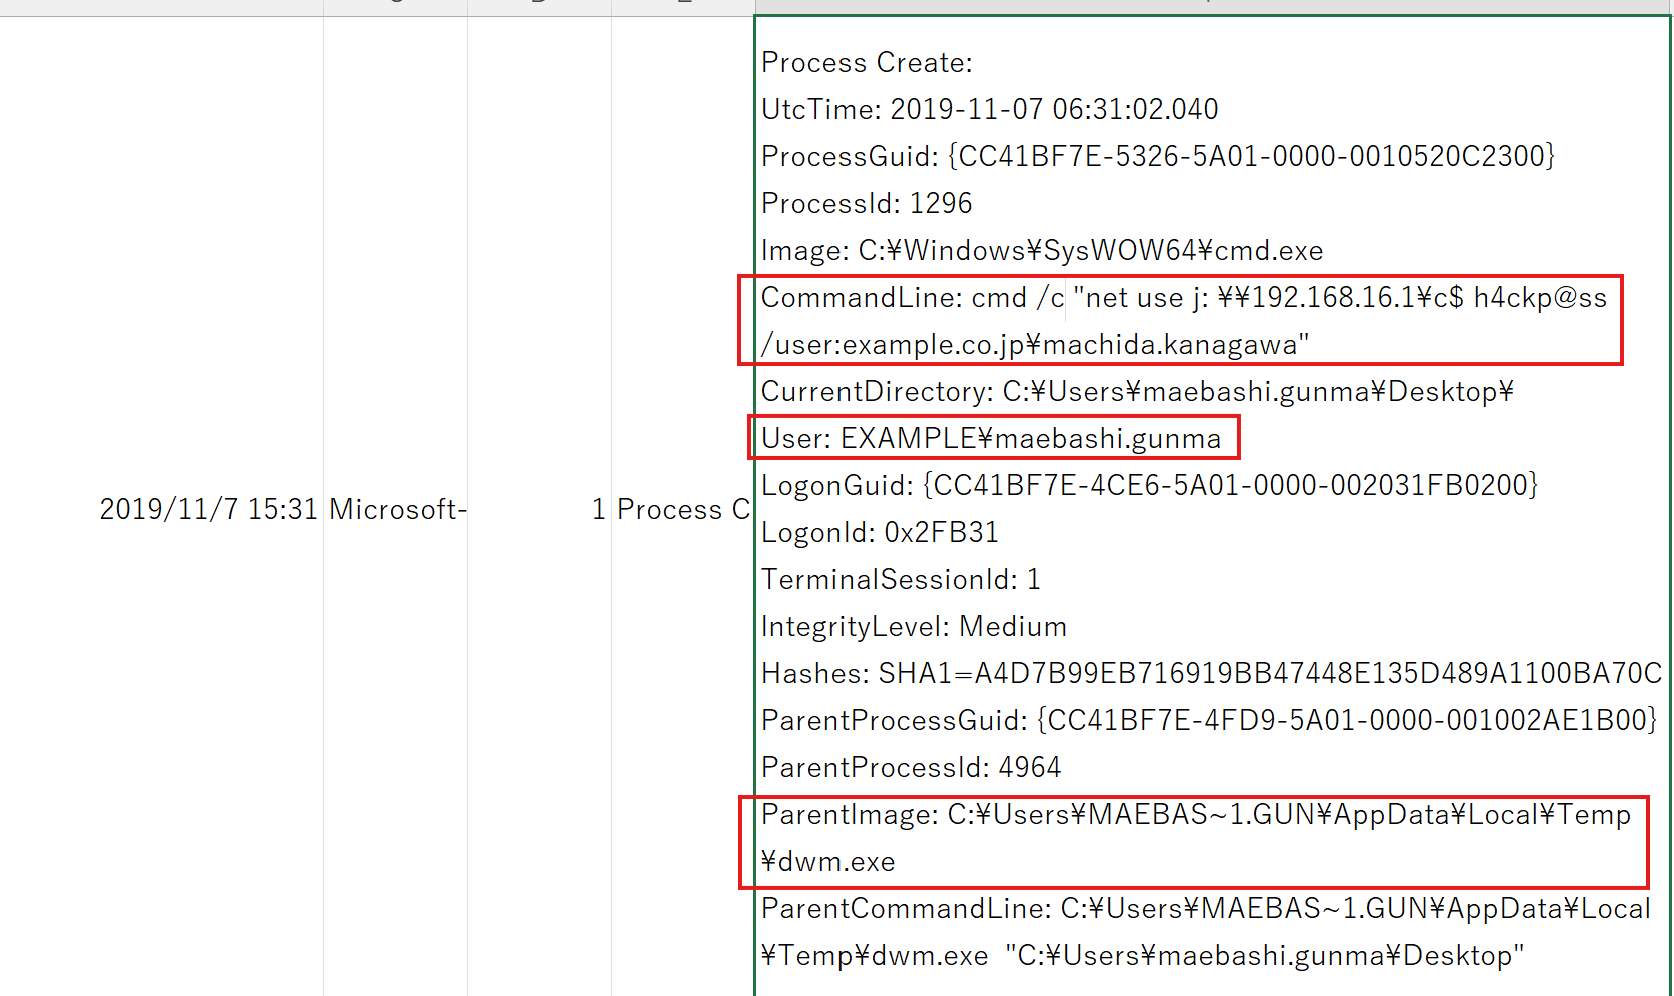 Process Create:
UtcTime: 2019-11-07 06:31:02.040
ProcessGuid: {CC41BF7E-5326-5A01-0000-0010520C2300}
ProcessId: 1296
Image: C:¥Windows¥SysWOW64¥cmd.exe
CommandLine: cmd /c "net use j: ¥¥192.168.16.1¥c$ h4ckp@ss
/user:example.co.jp¥machida.kanagawa"
CurrentDirectory: C:¥Users¥maebashi.gunma¥Desktop¥
User: EXAMPLE¥maebashi.gunma
LogonGuid: {CC41BF7E-4CE6-5A01-0000-002031FB0200}
2019/11/7 15:31 Microsoft- 1 Process C
LogonId: 0x2FB31
TerminalSessionId: 1
IntegrityLevel: Medium
Hashes: SHA1=A4D7B99EB716919BB47448E135D489A1100BA70C
ParentProcessGuid: {CC41BF7E-4FD9-5A01-0000-001002AE1B00}
ParentProcessId: 4964
ParentImage: C:¥Users¥MAEBAS~1.GUN¥AppData¥Local¥Temp
¥dwm.exe
ParentCommandLine: C:¥Users¥MAEBAS~1.GUN¥AppData¥Local
¥Temp¥dwm.exe  "C:¥Users¥maebashi.gunma¥Desktop"